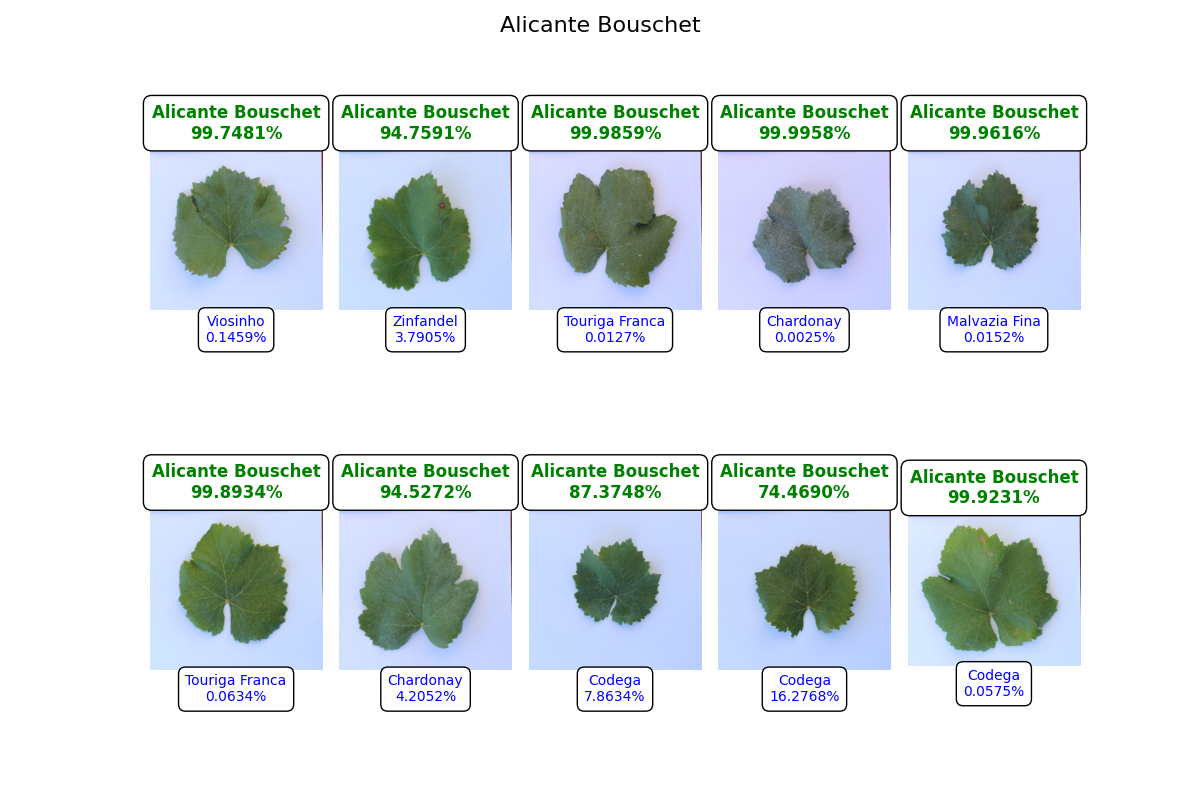 Alicante Bouschet
Alicante Bouschet
99.7481%
Alicante Bouschet
94.7591%
Alicante Bouschet
99.9859%
Alicante Bouschet
99.9958%
Alicante Bouschet
99.9616%
Viosinho
0.1459%
Zinfandel
3.7905%
Touriga Franca
0.0127%
Chardonay
0.0025%
Malvazia Fina
0.0152%
Alicante Bouschet
99.8934%
Alicante Bouschet
94.5272%
Alicante Bouschet
87.3748%
Alicante Bouschet
74.4690%
Alicante Bouschet
99.9231%
Touriga Franca
0.0634%
Chardonay
4.2052%
Codega
7.8634%
Codega
16.2768%
Codega
0.0575%